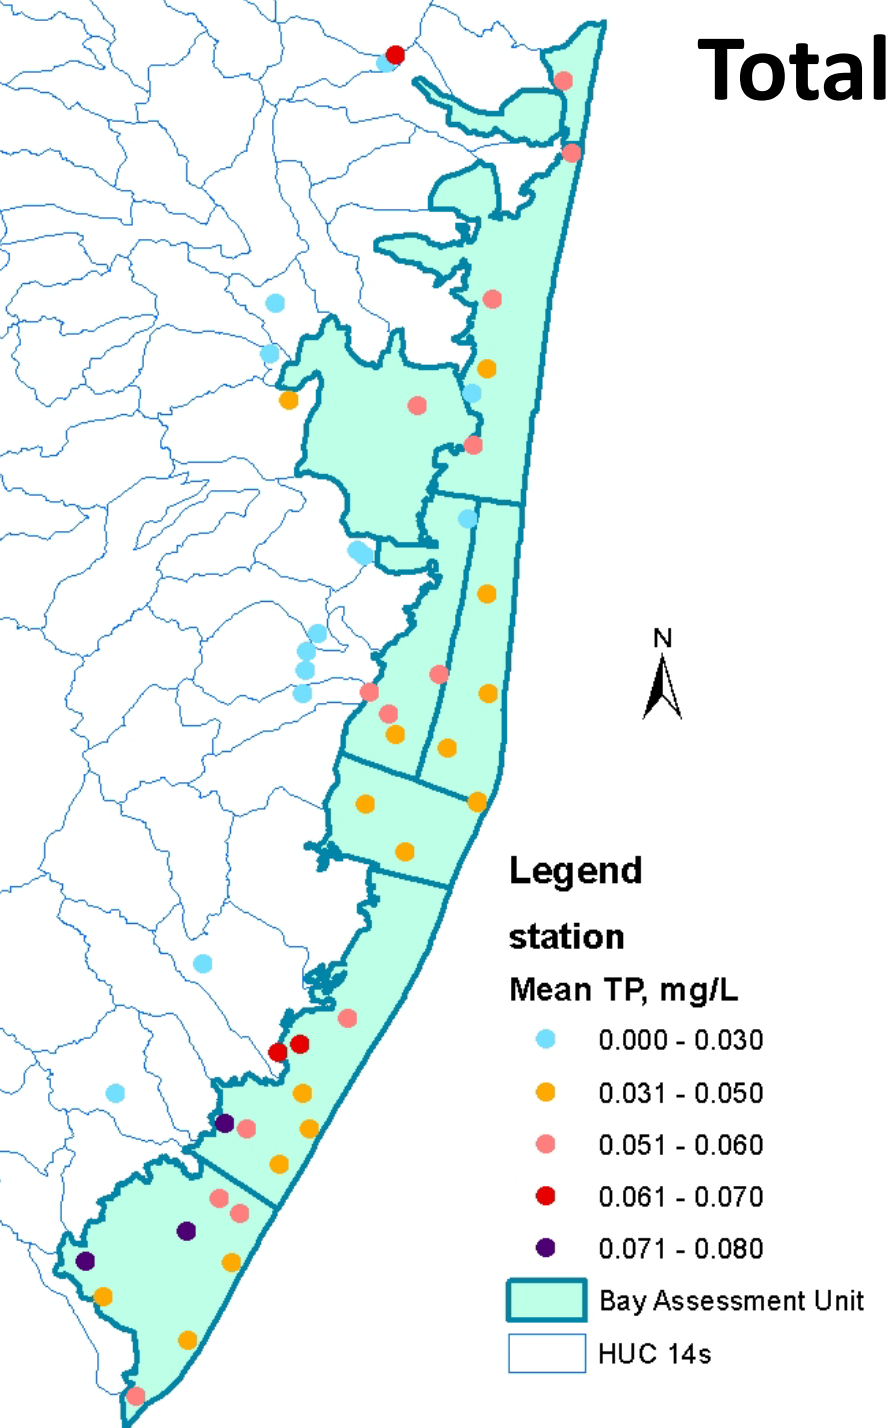 Total
N
Legend
station
Mean TP, mg/L
0.000 - 0.030
0.031 - 0.050
0.051 - 0.060
0.061 - 0.070
0.071 - 0.080
Bay Assessment Unit
HUC 14s